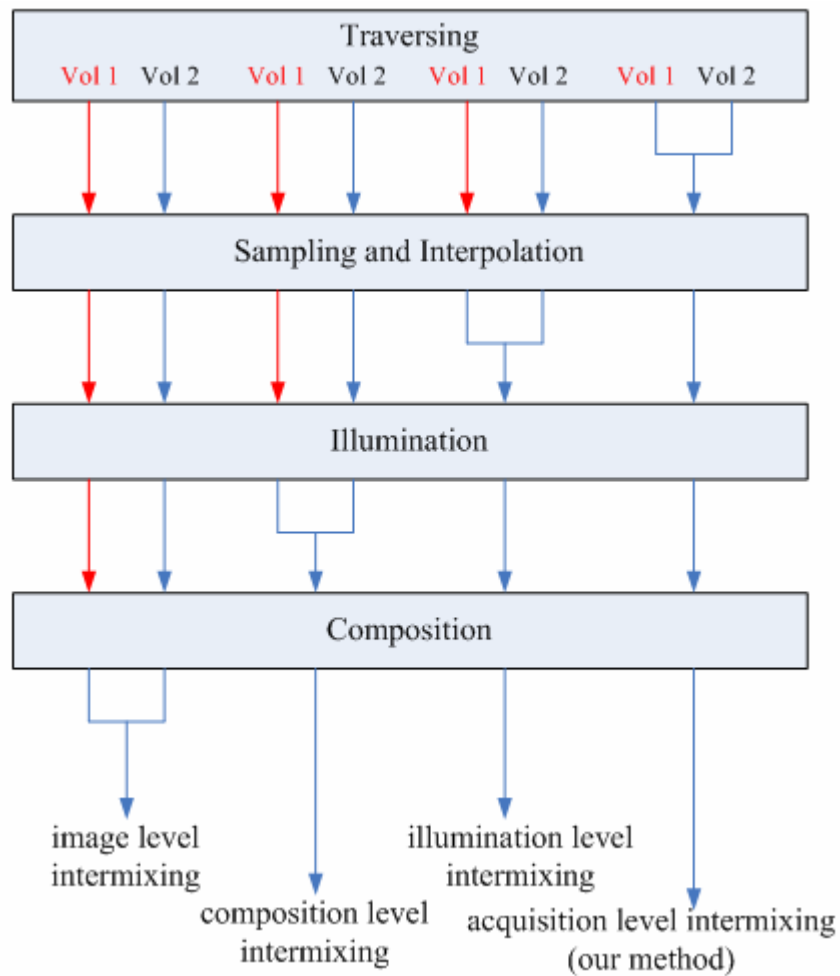 Traversing
Vol 1 Vol 2 Vol 1 Vol 2 Vol 1 Vol 2 Vol 1 Vol 2
Sampling and Interpolation
Illumination
Composition
image level
intermixing
composition level
intermixing
illumination level
intermixing
acquisition level intermixing
(our method)